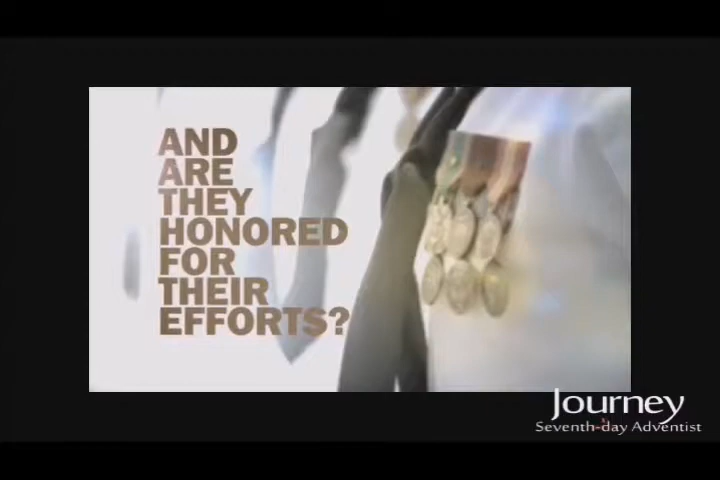 AND
ARE
THEY
HONORED
FOR
THEIR
EFFORTS?
Journey
Seventh-day Adventist